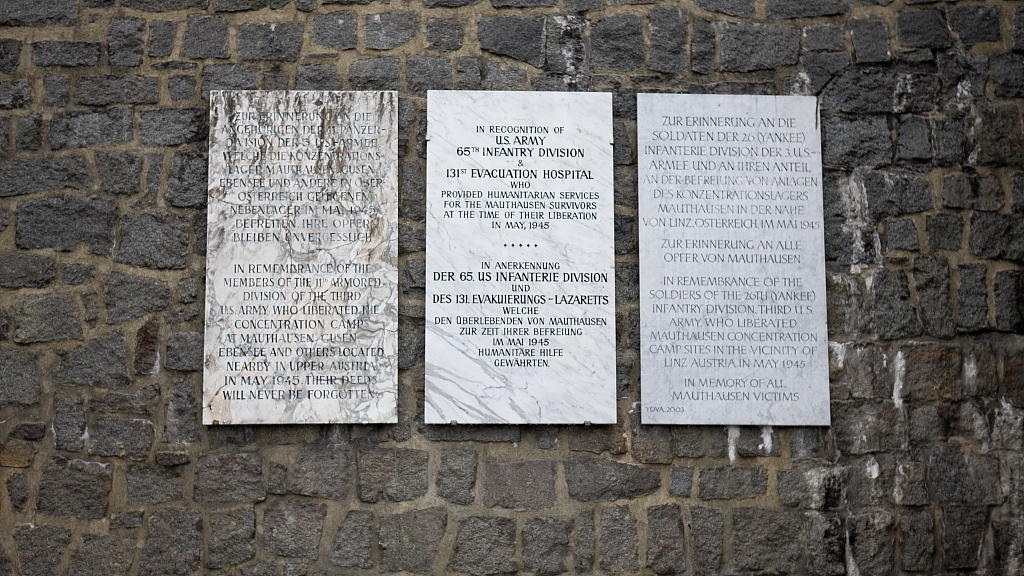 ZUR ERINNERUNG AN DIE
ANGEHÖRIGEN DER 11. PANZER-
DIVISION DER 3. U.S. ARMEE
WELCHE DIE KONZENTRATIONS-
LAGER MAUTHAUSEN, GUSEN,
EBENSEE UND ANDERE IN OBER-
ÖSTERREICH GELEGENEN
NEBENLAGER IM MAI 1945
BEFREITEN. IHRE OPFER
BLEIBEN UNVERGESSLICH
IN REMEMBRANCE OF THE
MEMBERS OF THE 11th ARMORED
DIVISION OF THE THIRD
U.S. ARMY WHO LIBERATED THE
CONCENTRATION CAMPS
AT MAUTHAUSEN, GUSEN
EBENSEE AND OTHERS LOCATED
NEARBY IN UPPER AUSTRIA
IN MAY 1945. THEIR DEEDS
WILL NEVER BE FORGOTTEN.
IN RECOGNITION OF
U.S. ARMY
65TH INFANTRY DIVISION
&
131ST EVACUATION HOSPITAL
WHO
PROVIDED HUMANITARIAN SERVICES
FOR THE MAUTHAUSEN SURVIVORS
AT THE TIME OF THEIR LIBERATION
IN MAY, 1945
IN ANERKENNUNG
DER 65. US INFANTERIE DIVISION
UND
DES 131. EVAKUIERUNGS-LAZARETTS
WELCHE
DEN ÜBERLEBENDEN VON MAUTHAUSEN
ZUR ZEIT IHRER BEFREIUNG
IM MAI 1945
HUMANITÄRE HILFE
GEWÄHRTEN.
ZUR ERINNERUNG AN DIE
SOLDATEN DER 26 (YANKEE)
INFANTERIE DIVISION DER 3. U.S.-
ARMEE UND AN IHREN ANTEIL
AN DER BEFREIUNG VON ANLAGEN
DES KONZENTRATIONSLAGERS
MAUTHAUSEN IN DER NÄHE
VON LINZ, ÖSTERREICH, IM MAI 1945
ZUR ERINNERUNG AN ALLE
OPFER VON MAUTHAUSEN
IN REMEMBRANCE OF THE
SOLDIERS OF THE 26TH (YANKEE)
INFANTRY DIVISION, THIRD U.S.
ARMY WHO LIBERATED
MAUTHAUSEN CONCENTRATION
CAMP SITES IN THE VICINITY OF
LINZ AUSTRIA, IN MAY 1945
IN MEMORY OF ALL
MAUTHAUSEN VICTIMS
YDVA, 2003